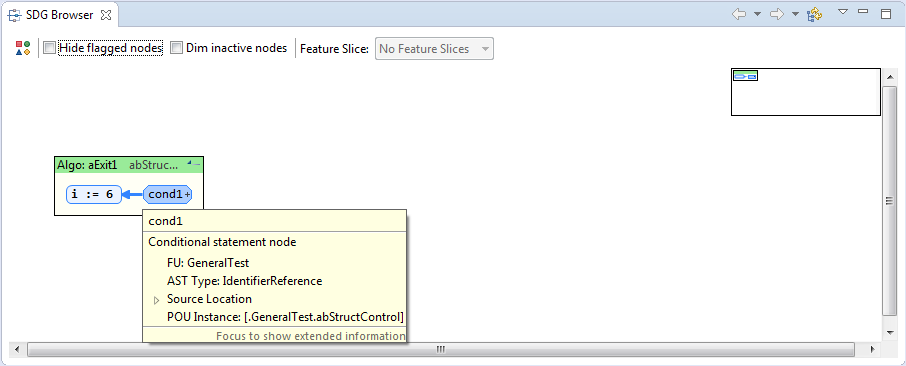 SDG Browser
Hide flagged nodes Dim inactive nodes Feature Slice: No Feature Slices
Algo: aExit1 abStruc...
i := 6 cond1+
cond1
Conditional statement node
FU: GeneralTest
AST Type: IdentifierReference
Source Location
POU Instance: [.GeneralTest.abStructControl]
Focus to show extended information